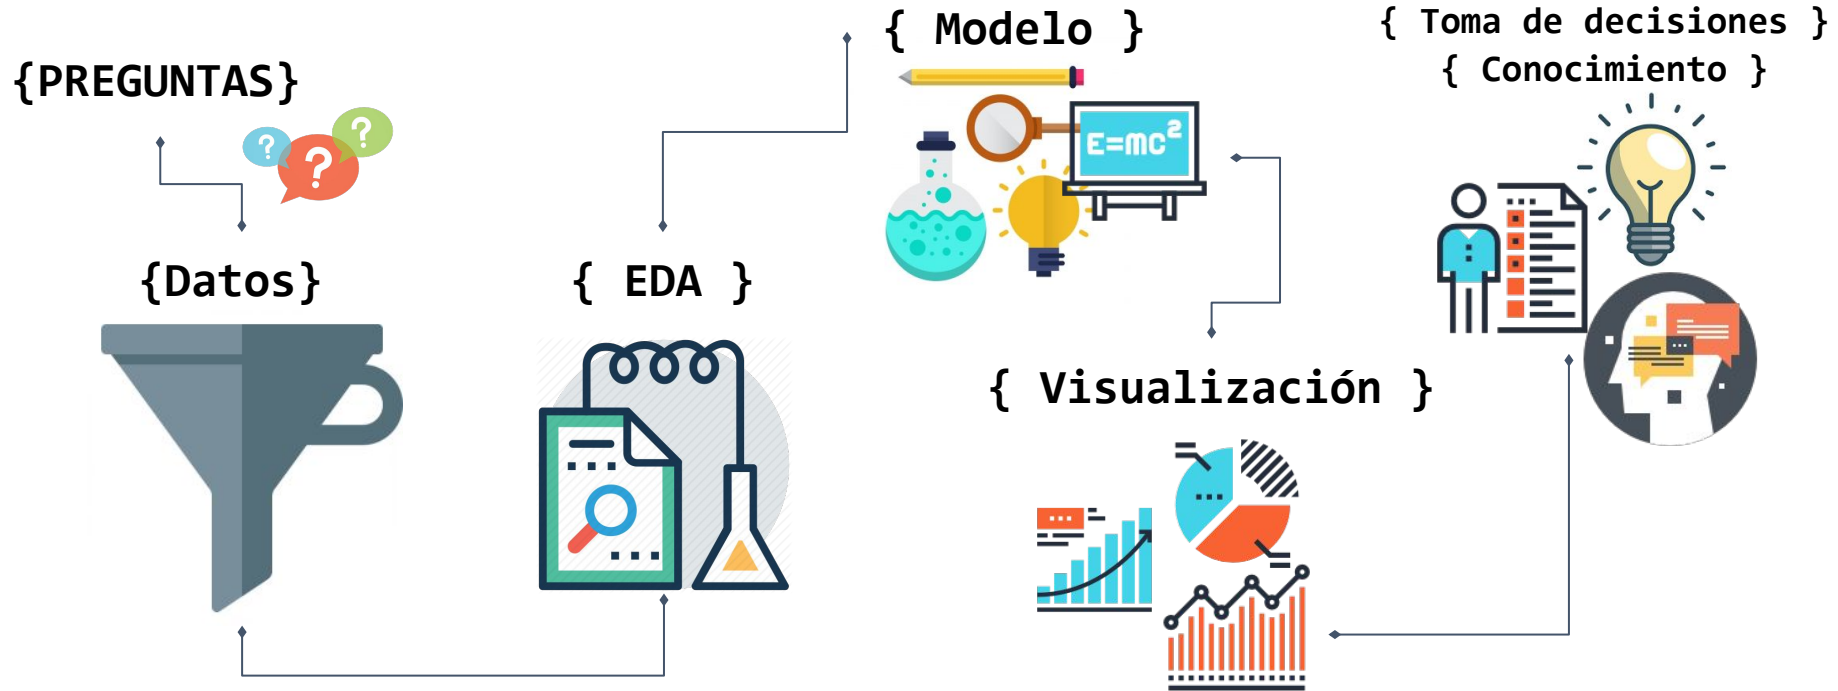 {PREGUNTAS}
? ? ?
{Datos}
{ EDA }
{ Modelo }
E=mc²
{ Visualización }
{ Toma de decisiones }
{ Conocimiento }